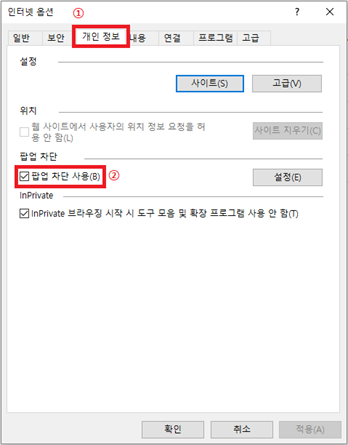 인터넷 옵션 ① ? ×
일반 보안 개인 정보 내용 연결 프로그램 고급
설정
사이트(S) 고급(V)
위치
웹 사이트에서 사용자의 위치 정보 요청을 허
용 안 함(L)
사이트 지우기(C)
팝업 차단
팝업 차단 사용(B) ② 설정(E)
InPrivate
InPrivate 브라우징 시작 시 도구 모음 및 확장 프로그램 사용 안 함(T)
확인 취소 적용(A)